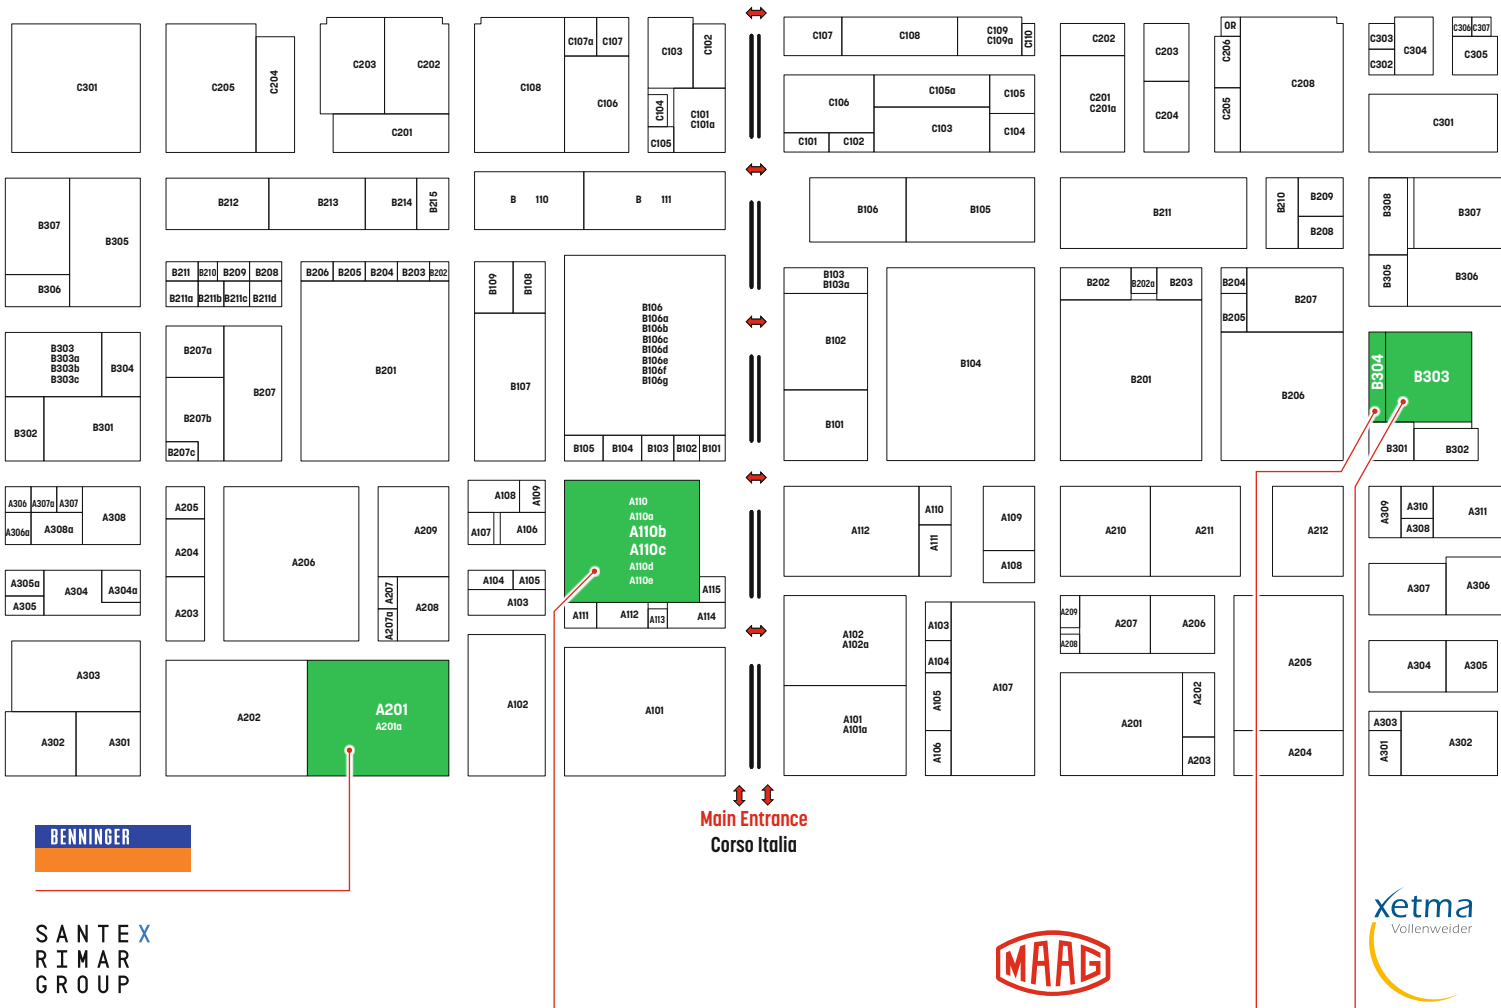 C301
C205
C204
C203
C202
C201
C108
C107a
C107
C106
C103
C102
C104
C105
C101
C101a
C107
C108
C109
C109a
C110
C106
C105a
C105
C103
C104
C101
C102
C202
C201
C201a
C203
C204
OR
C206
C205
C208
C303
C302
C304
C306
C307
C305
C301
B307
B305
B306
B212
B213
B214
B215
B 110
B 111
B106
B105
B211
B210
B209
B208
B308
B307
B305
B306
B211
B210
B209
B208
B211a
B211b
B211c
B211d
B206
B205
B204
B203
B202
B201
B109
B108
B107
B106
B106a
B106b
B106c
B106d
B106e
B106f
B106g
B105
B104
B103
B102
B101
B103
B103a
B102
B101
B104
B202
B202a
B203
B201
B204
B205
B207
B206
B304
B303
B301
B302
B303
B303a
B303b
B303c
B304
B302
B301
B207a
B207b
B207c
B207
A306
A307a
A307
A308
A306a
A308a
A305a
A305
A304
A304a
A303
A302
A301
A205
A204
A203
A206
A209
A207
A207a
A208
A202
A201
A201a
A108
A109
A107
A106
A104
A105
A103
A102
A110
A110a
A110b
A110c
A110d
A110e
A115
A111
A112
A113
A114
A101
A112
A110
A111
A109
A108
A102
A102a
A101
A101a
A103
A104
A105
A106
A107
A210
A211
A212
A209
A208
A207
A206
A201
A202
A203
A205
A204
A309
A310
A308
A311
A307
A306
A304
A305
A303
A301
A302
Main Entrance
Corso Italia
BENNINGER
SANTEX
RIMAR
GROUP
MAAG
xetma
Vollenweider